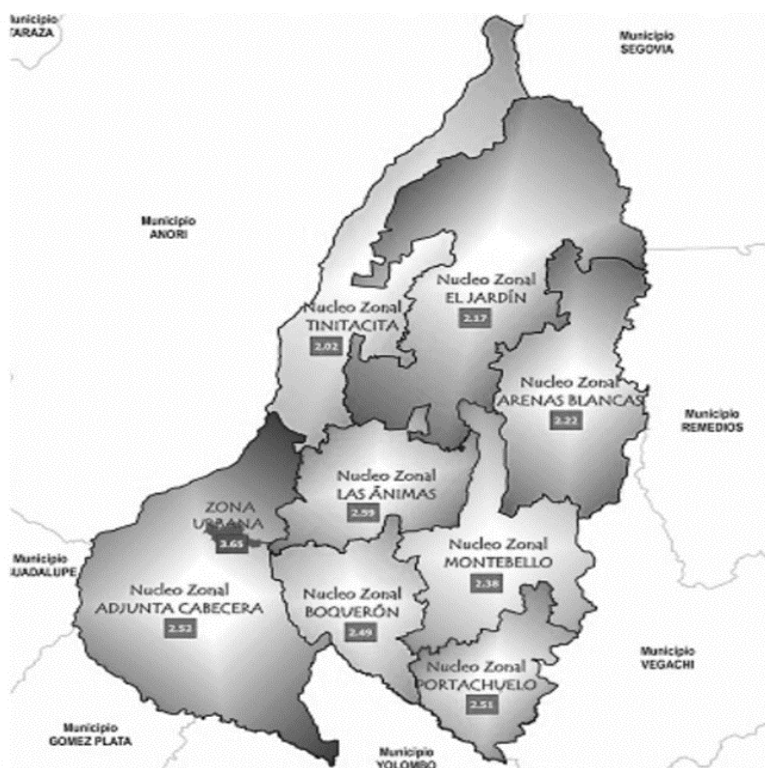 Municipio
TARAZA
Municipio
SEGOVIA
Municipio
ANORI
Nucleo Zonal
EL JARDÍN
2.17
Nucleo Zonal
TINITACITA
2.02
Nucleo Zonal
ARENAS BLANCAS
2.22
Municipio
REMEDIOS
Nucleo Zonal
LAS ÁNIMAS
2.59
ZONA
URBANA
3.65
Municipio
GUADALUPE
Nucleo Zonal
MONTEBELLO
2.38
Nucleo Zonal
ADJUNTA CABECERA
2.52
Nucleo Zonal
BOQUERÓN
2.49
Municipio
VEGACHI
Nucleo Zonal
PORTACHUELO
2.51
Municipio
GOMEZ PLATA
Municipio
YOLOMBO